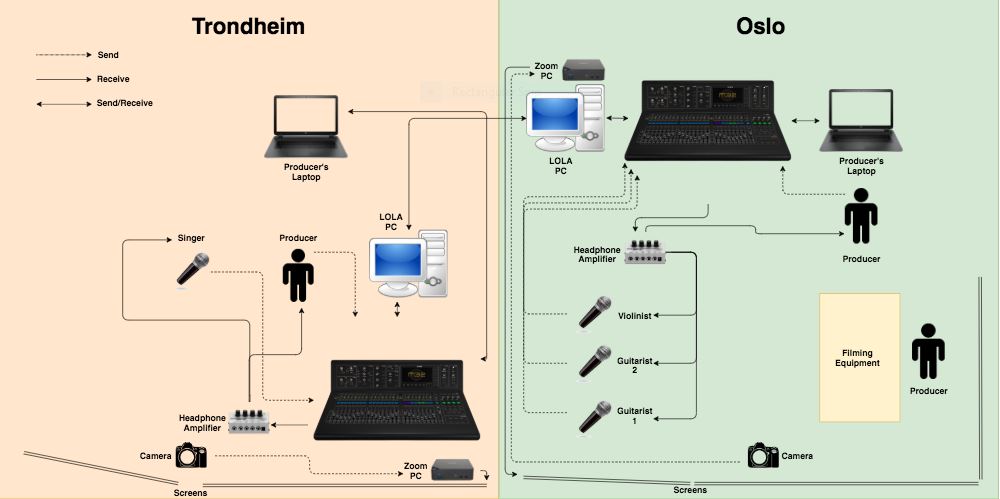 Trondheim
Oslo
Send
Receive
Send/Receive
Zoom
PC
LOLA
PC
Producer's
Laptop
Producer's
Laptop
Producer
Headphone
Amplifier
Violinist
Guitarist
2
Guitarist
1
Filming
Equipment
Producer
Camera
Screens
LOLA
PC
Singer
Producer
Headphone
Amplifier
Camera
Zoom
PC
Screens